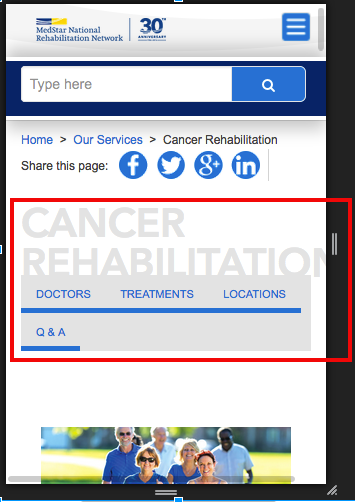 MedStar National
Rehabilitation Network
30TH
ANNIVERSARY
Type here
Home > Our Services > Cancer Rehabilitation
Share this page:
CANCER
REHABILITATION
DOCTORS TREATMENTS LOCATIONS
Q & A